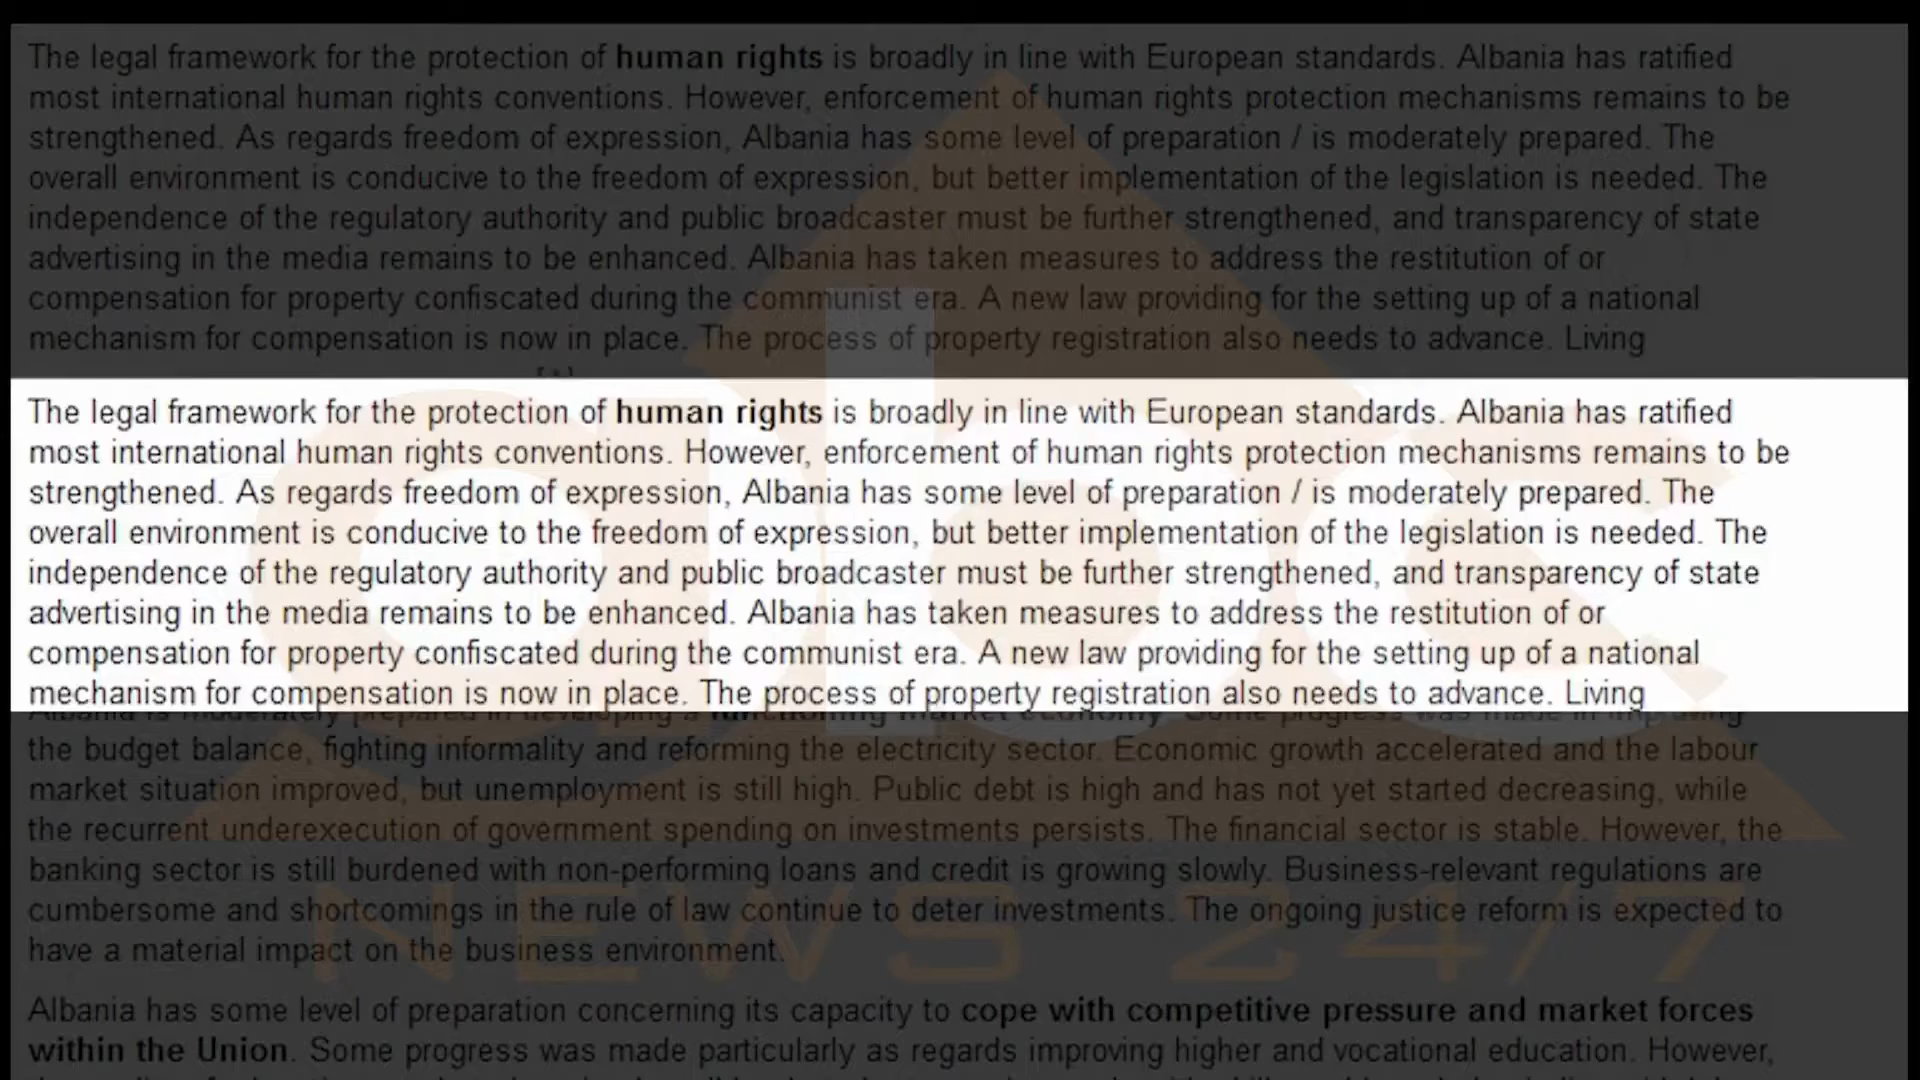 The legal framework for the protection of human rights is broadly in line with European standards. Albania has ratified
most international human rights conventions. However, enforcement of human rights protection mechanisms remains to be
strengthened. As regards freedom of expression, Albania has some level of preparation / is moderately prepared. The
overall environment is conducive to the freedom of expression, but better implementation of the legislation is needed. The
independence of the regulatory authority and public broadcaster must be further strengthened, and transparency of state
advertising in the media remains to be enhanced. Albania has taken measures to address the restitution of or
compensation for property confiscated during the communist era. A new law providing for the setting up of a national
mechanism for compensation is now in place. The process of property registration also needs to advance. Living
The legal framework for the protection of human rights is broadly in line with European standards. Albania has ratified
most international human rights conventions. However, enforcement of human rights protection mechanisms remains to be
strengthened. As regards freedom of expression, Albania has some level of preparation / is moderately prepared. The
overall environment is conducive to the freedom of expression, but better implementation of the legislation is needed. The
independence of the regulatory authority and public broadcaster must be further strengthened, and transparency of state
advertising in the media remains to be enhanced. Albania has taken measures to address the restitution of or
compensation for property confiscated during the communist era. A new law providing for the setting up of a national
mechanism for compensation is now in place. The process of property registration also needs to advance. Living
Albania is moderately prepared in developing a functioning market economy. Some progress was made in improving
the budget balance, fighting informality and reforming the electricity sector. Economic growth accelerated and the labour
market situation improved, but unemployment is still high. Public debt is high and has not yet started decreasing, while
the recurrent underexecution of government spending on investments persists. The financial sector is stable. However, the
banking sector is still burdened with non-performing loans and credit is growing slowly. Business-relevant regulations are
cumbersome and shortcomings in the rule of law continue to deter investments. The ongoing justice reform is expected to
have a material impact on the business environment.
Albania has some level of preparation concerning its capacity to cope with competitive pressure and market forces
within the Union. Some progress was made particularly as regards improving higher and vocational education. However,
abc
NEWS 24/7